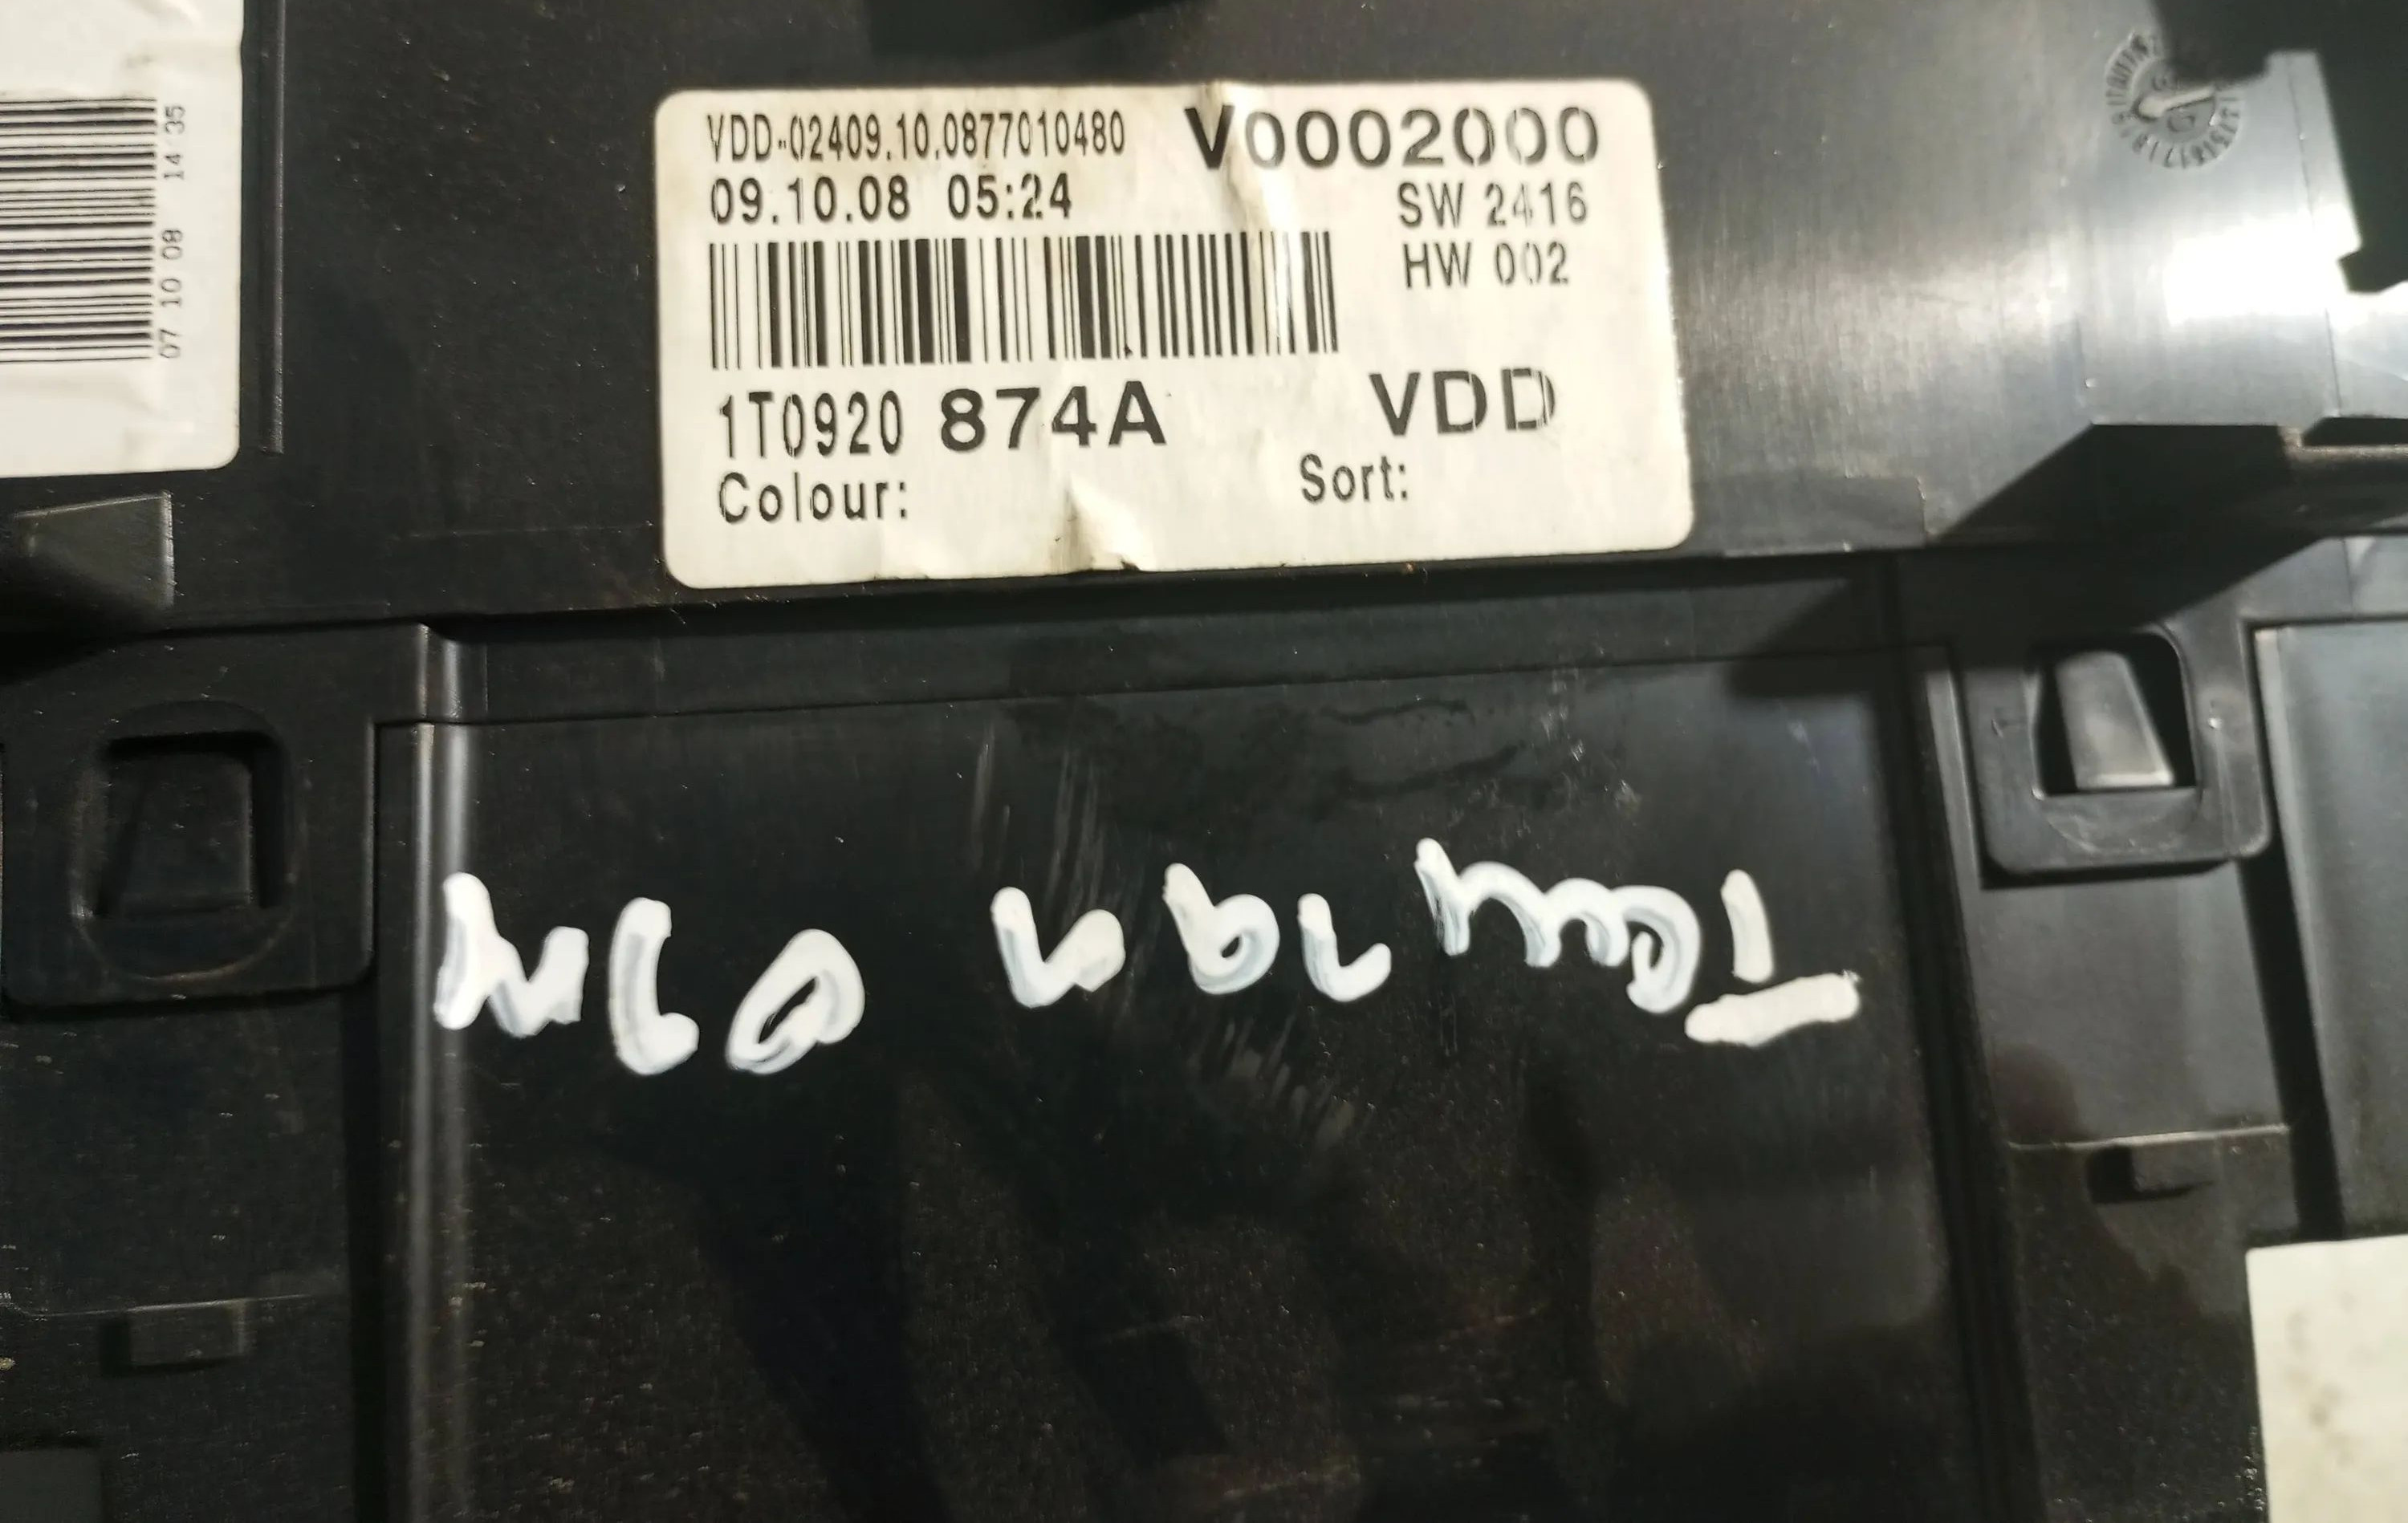 07 10 08 14 35
VDD-02409.10.0877010480 V0002000
09.10.08 05:24 SW 2416
HW 002
1T0920 874A VDD
Colour: Sort:
Touran